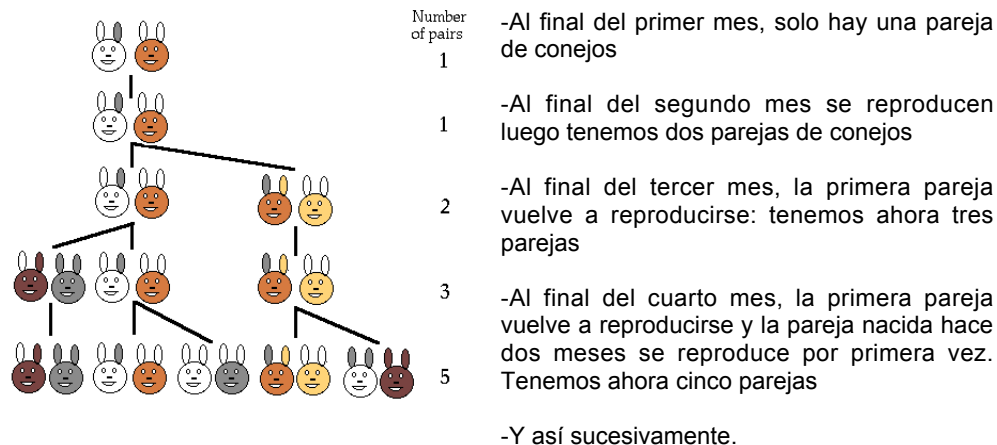 Number
of pairs
1
1
2
3
5
-Al final del primer mes, solo hay una pareja
de conejos
-Al final del segundo mes se reproducen
luego tenemos dos parejas de conejos
-Al final del tercer mes, la primera pareja
vuelve a reproducirse: tenemos ahora tres
parejas
-Al final del cuarto mes, la primera pareja
vuelve a reproducirse y la pareja nacida hace
dos meses se reproduce por primera vez.
Tenemos ahora cinco parejas
-Y así sucesivamente.